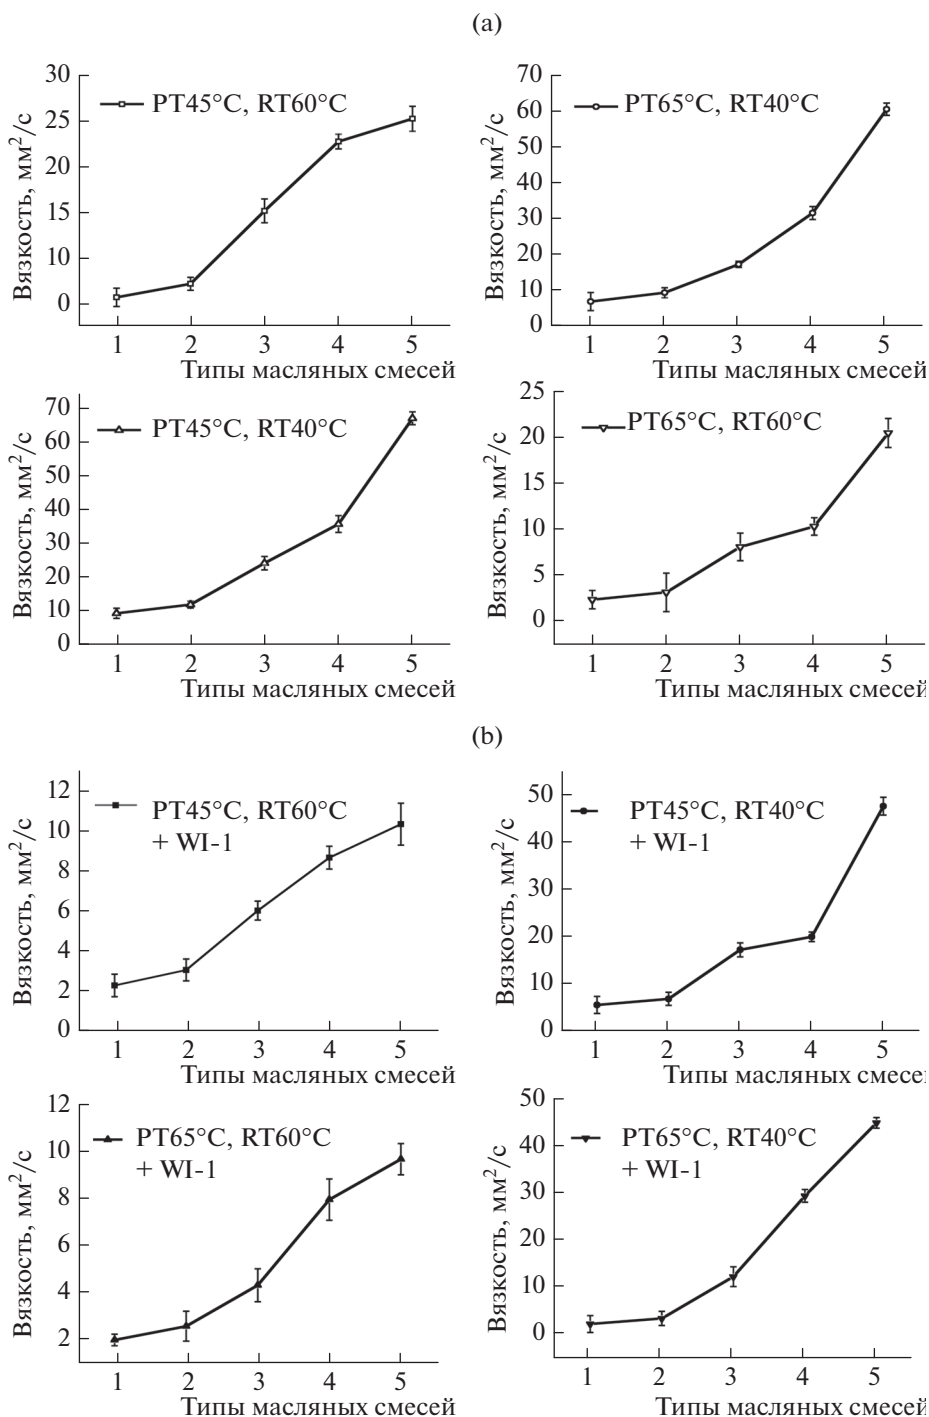 (a)
Вязкость, мм²/с
30
25
20
15
10
0
PT45°C, RT60°C
1 2 3 4 5
Типы масляных смесей
Вязкость, мм²/с
70
60
50
40
30
20
10
0
PT65°C, RT40°C
1 2 3 4 5
Типы масляных смесей
Вязкость, мм²/с
70
60
50
40
30
20
10
0
PT45°C, RT40°C
1 2 3 4 5
Типы масляных смесей
Вязкость, мм²/с
25
20
15
10
5
0
PT65°C, RT60°C
1 2 3 4 5
Типы масляных смесей
(b)
Вязкость, мм²/с
12
10
8
6
4
2
0
PT45°C, RT60°C
+ WI-1
1 2 3 4 5
Типы масляных смесей
Вязкость, мм²/с
50
40
30
20
10
0
PT45°C, RT40°C
+ WI-1
1 2 3 4 5
Типы масляных смесей
Вязкость, мм²/с
12
10
8
6
4
2
PT65°C, RT60°C
+ WI-1
1 2 3 4 5
Типы масляных смесей
Вязкость, мм²/с
50
40
30
20
10
0
PT65°C, RT40°C
+ WI-1
1 2 3 4 5
Типы масляных смесей